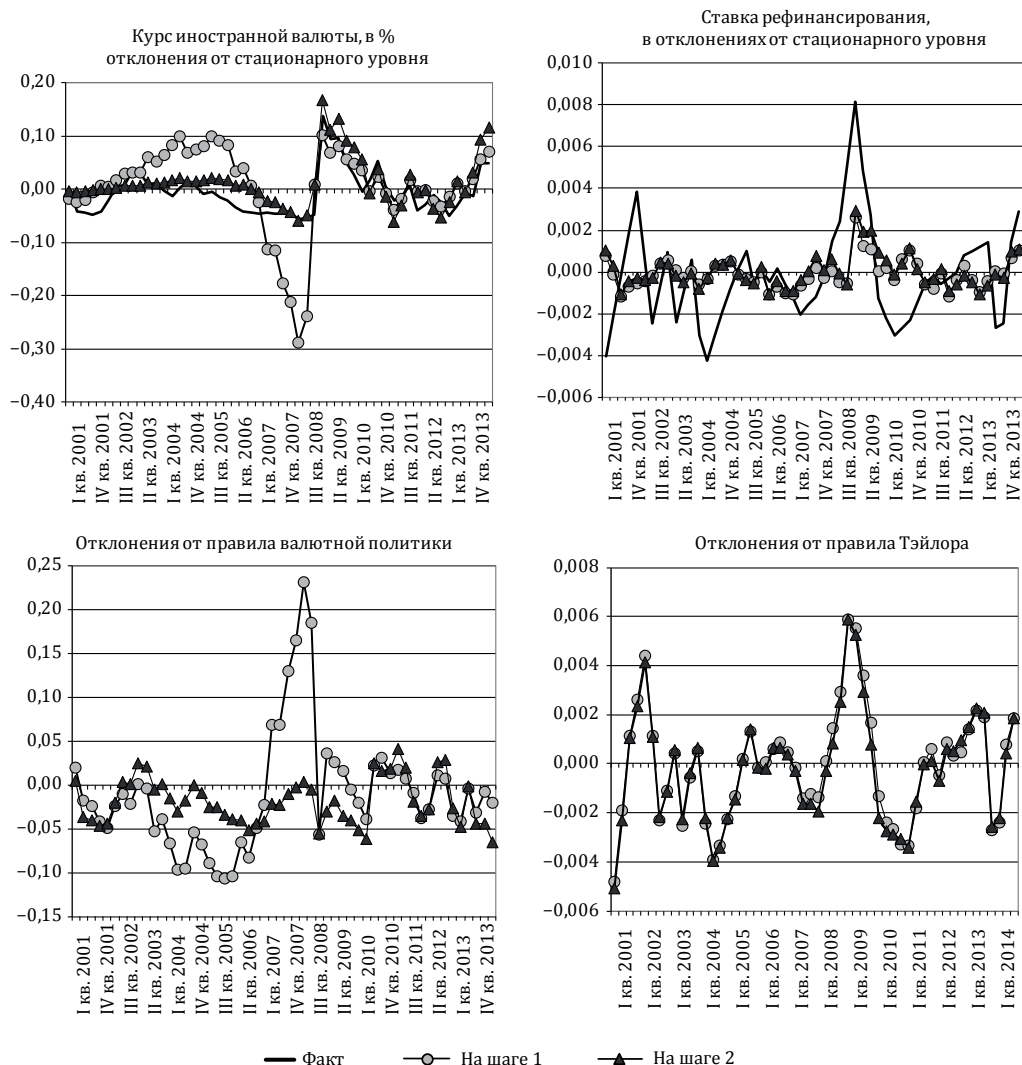 Курс иностранной валюты, в %
отклонения от стационарного уровня
0,20
0,10
0,00
−0,10
−0,20
−0,30
−0,40
I кв. 2001
IV кв. 2001
III кв. 2002
II кв. 2003
I кв. 2004
IV кв. 2004
III кв. 2005
II кв. 2006
I кв. 2007
IV кв. 2007
III кв. 2008
II кв. 2009
I кв. 2010
IV кв. 2010
III кв. 2011
II кв. 2012
I кв. 2013
IV кв. 2013
Ставка рефинансирования,
в отклонениях от стационарного уровня
0,010
0,008
0,006
0,004
0,002
0,000
−0,002
−0,004
−0,006
I кв. 2001
IV кв. 2001
III кв. 2002
II кв. 2003
I кв. 2004
IV кв. 2004
III кв. 2005
II кв. 2006
I кв. 2007
IV кв. 2007
III кв. 2008
II кв. 2009
I кв. 2010
IV кв. 2010
III кв. 2011
II кв. 2012
I кв. 2013
IV кв. 2013
Отклонения от правила валютной политики
0,25
0,20
0,15
0,10
0,05
0,00
−0,05
−0,10
−0,15
I кв. 2001
IV кв. 2001
III кв. 2002
II кв. 2003
I кв. 2004
IV кв. 2004
III кв. 2005
II кв. 2006
I кв. 2007
IV кв. 2007
III кв. 2008
II кв. 2009
I кв. 2010
IV кв. 2010
III кв. 2011
II кв. 2012
I кв. 2013
IV кв. 2013
Отклонения от правила Тэйлора
0,008
0,006
0,004
0,002
0,000
−0,002
−0,004
−0,006
I кв. 2001
I кв. 2002
I кв. 2003
I кв. 2004
I кв. 2005
I кв. 2006
I кв. 2007
I кв. 2008
I кв. 2009
I кв. 2010
I кв. 2011
I кв. 2012
I кв. 2013
I кв. 2014
Факт
На шаге 1
На шаге 2